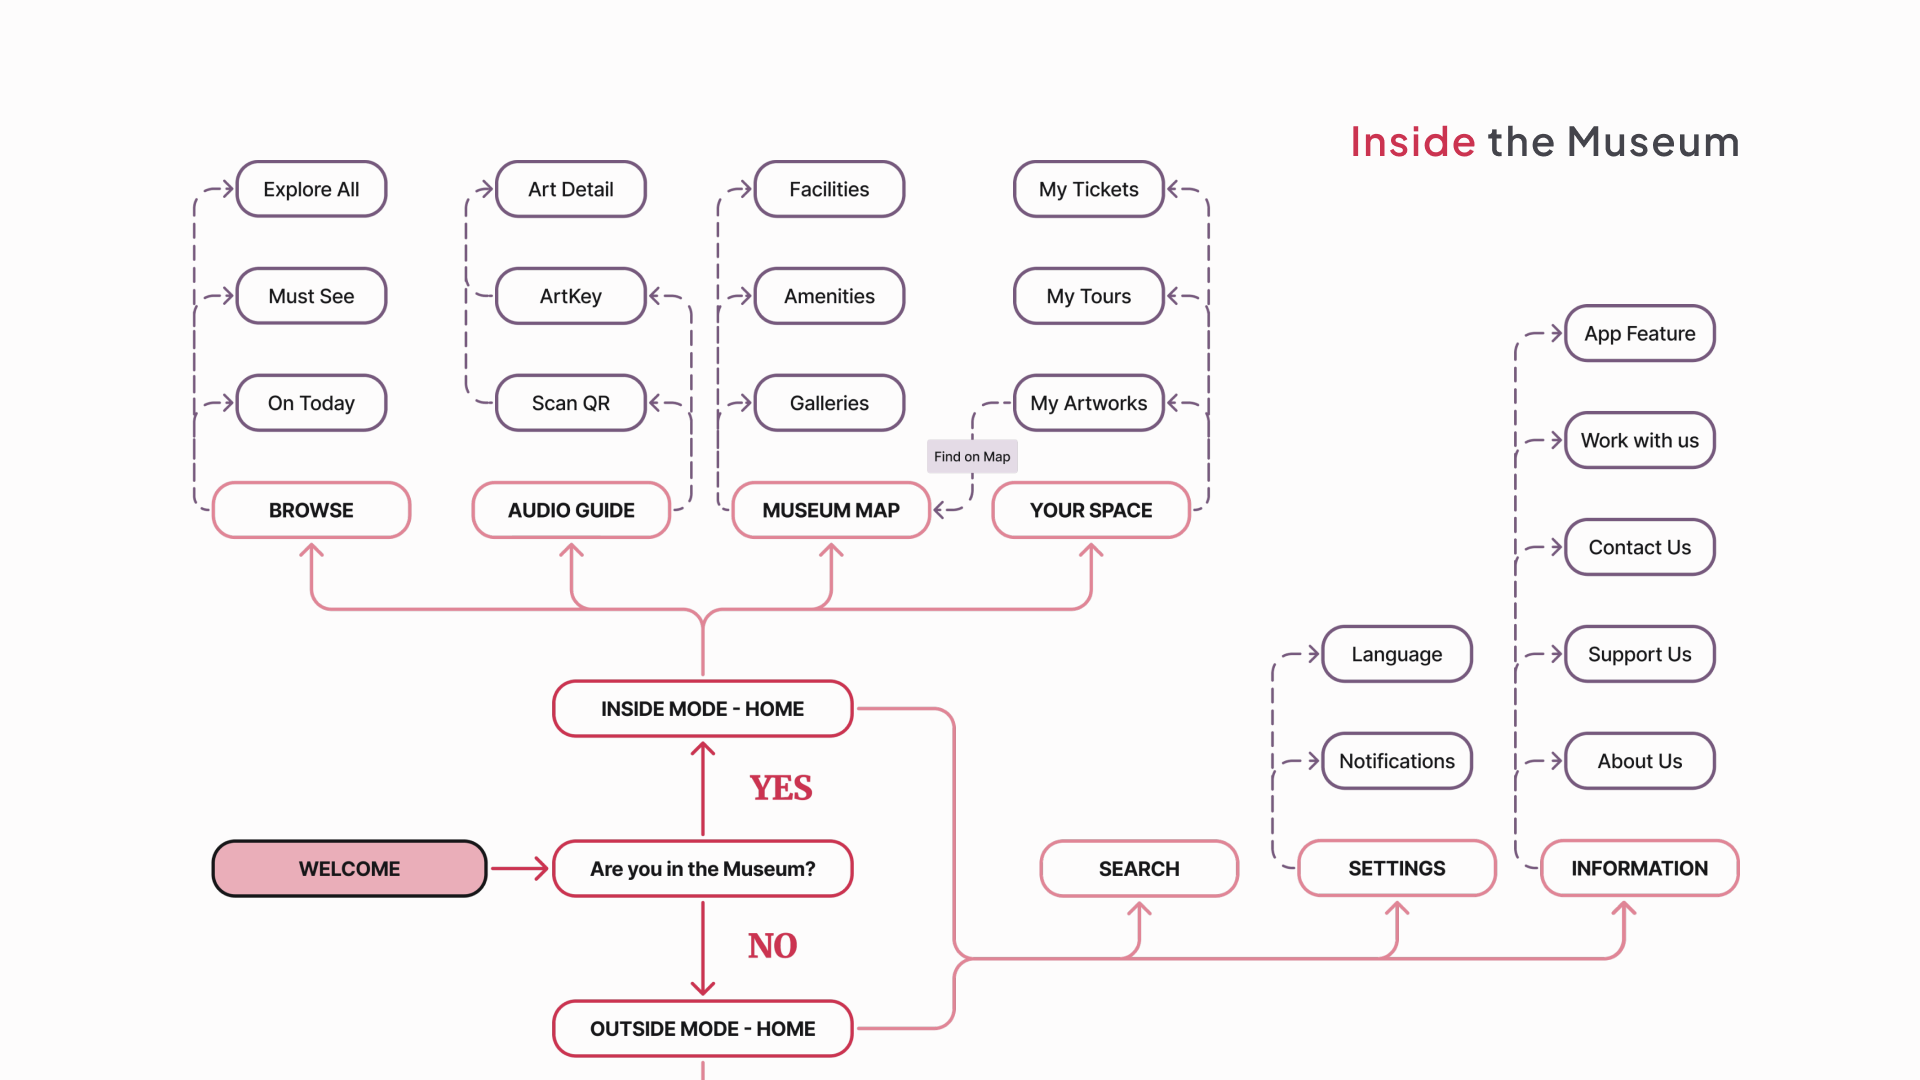 Inside the Museum
Explore All
Art Detail
Facilities
My Tickets
Must See
ArtKey
Amenities
My Tours
App Feature
On Today
Scan QR
Galleries
My Artworks
Work with us
Find on Map
BROWSE
AUDIO GUIDE
MUSEUM MAP
YOUR SPACE
Contact Us
Language
Support Us
INSIDE MODE - HOME
Notifications
About Us
YES
WELCOME
Are you in the Museum?
SEARCH
SETTINGS
INFORMATION
NO
OUTSIDE MODE - HOME